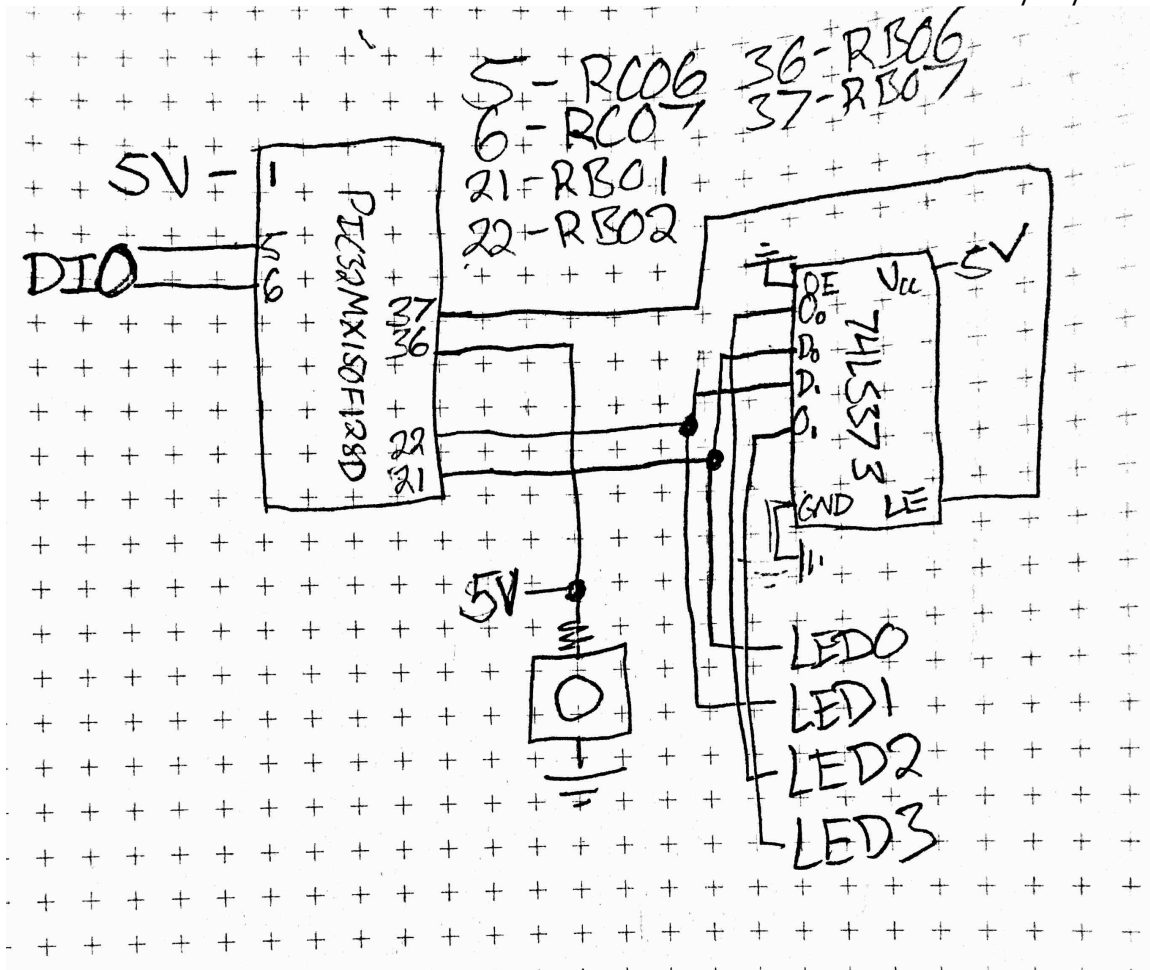 5-RC06 36-RB06
6-RC07 37-RB07
21-RB01
22-RB02
5V - 1
PIC32MX150F128D
DIO
5
6
37
36
22
21
OE Vcc 5V
O0
D0
D1
O1
74LS373
GND LE
5V
LED0
LED1
LED2
LED3